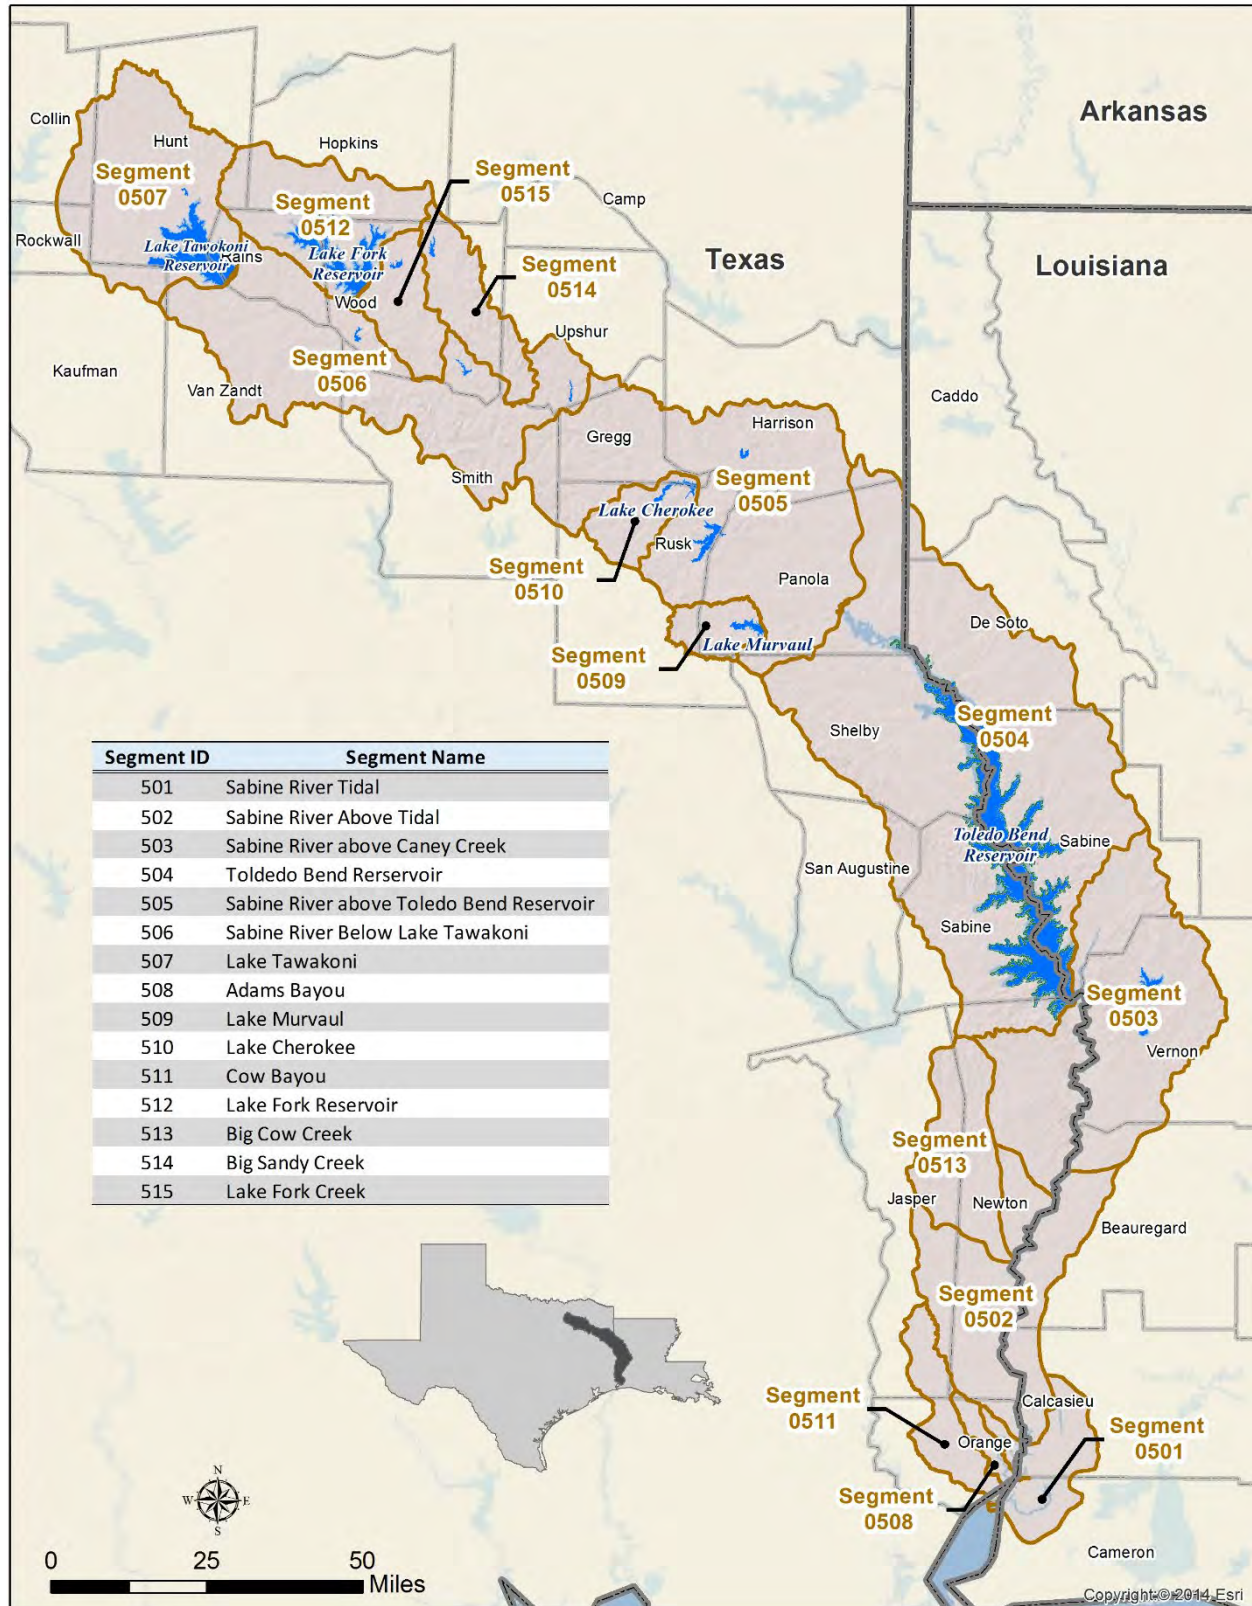 Arkansas
Collin
Hunt
Hopkins
Segment
0507
Segment
0515
Camp
Segment
0512
Rockwall
Lake Tawokoni
Reservoir
Rains
Lake Fork
Reservoir
Texas
Louisiana
Segment
0514
Wood
Upshur
Segment
0506
Kaufman
Van Zandt
Caddo
Harrison
Gregg
Smith
Segment
0505
Lake Cherokee
Rusk
Segment
0510
Panola
De Soto
Lake Murvaul
Segment
0509
Segment
0504
Shelby
Toledo Bend
Reservoir
Sabine
San Augustine
Sabine
Segment
0503
Vernon
Segment ID Segment Name
501 Sabine River Tidal
502 Sabine River Above Tidal
503 Sabine River above Caney Creek
504 Toldedo Bend Rerservoir
505 Sabine River above Toledo Bend Reservoir
506 Sabine River Below Lake Tawakoni
507 Lake Tawakoni
508 Adams Bayou
509 Lake Murvaul
510 Lake Cherokee
511 Cow Bayou
512 Lake Fork Reservoir
513 Big Cow Creek
514 Big Sandy Creek
515 Lake Fork Creek
Segment
0513
Jasper
Newton
Beauregard
Segment
0502
Segment
0511
Calcasieu
Orange
Segment
0501
Segment
0508
Cameron
N
W E
S
0 25 50
Miles
Copyright:© 2014 Esri